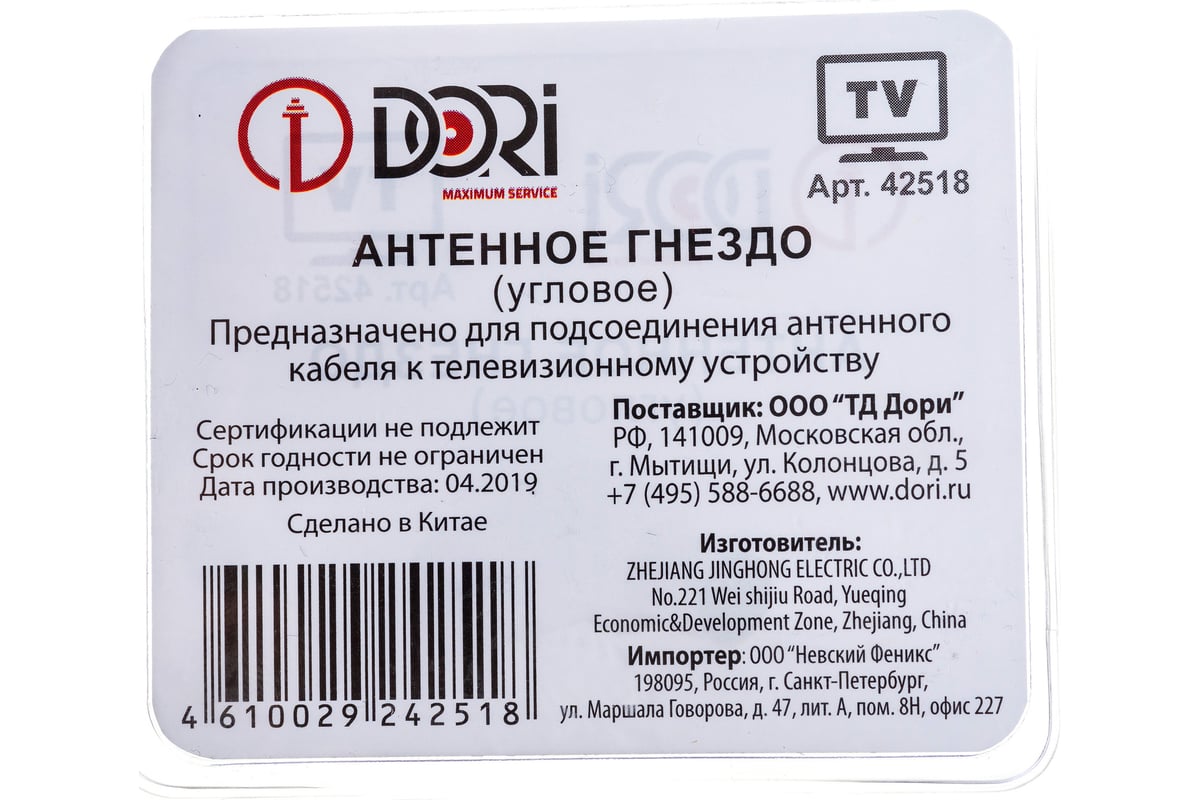 DORi
MAXIMUM SERVICE
TV
Арт. 42518
АНТЕННОЕ ГНЕЗДО
(угловое)
Предназначено для подсоединения антенного
кабеля к телевизионному устройству
Сертификации не подлежит
Срок годности не ограничен
Дата производства: 04.2019
Сделано в Китае
4 610029 242518
Поставщик: ООО “ТД Дори”
РФ, 141009, Московская обл.,
г. Мытищи, ул. Колонцова, д. 5
+7 (495) 588-6688, www.dori.ru
Изготовитель:
ZHEJIANG JINGHONG ELECTRIC CO.,LTD
No.221 Wei shijiu Road, Yueqing
Economic&Development Zone, Zhejiang, China
Импортер: ООО “Невский Феникс”
198095, Россия, г. Санкт-Петербург,
ул. Маршала Говорова, д. 47, лит. А, пом. 8Н, офис 227